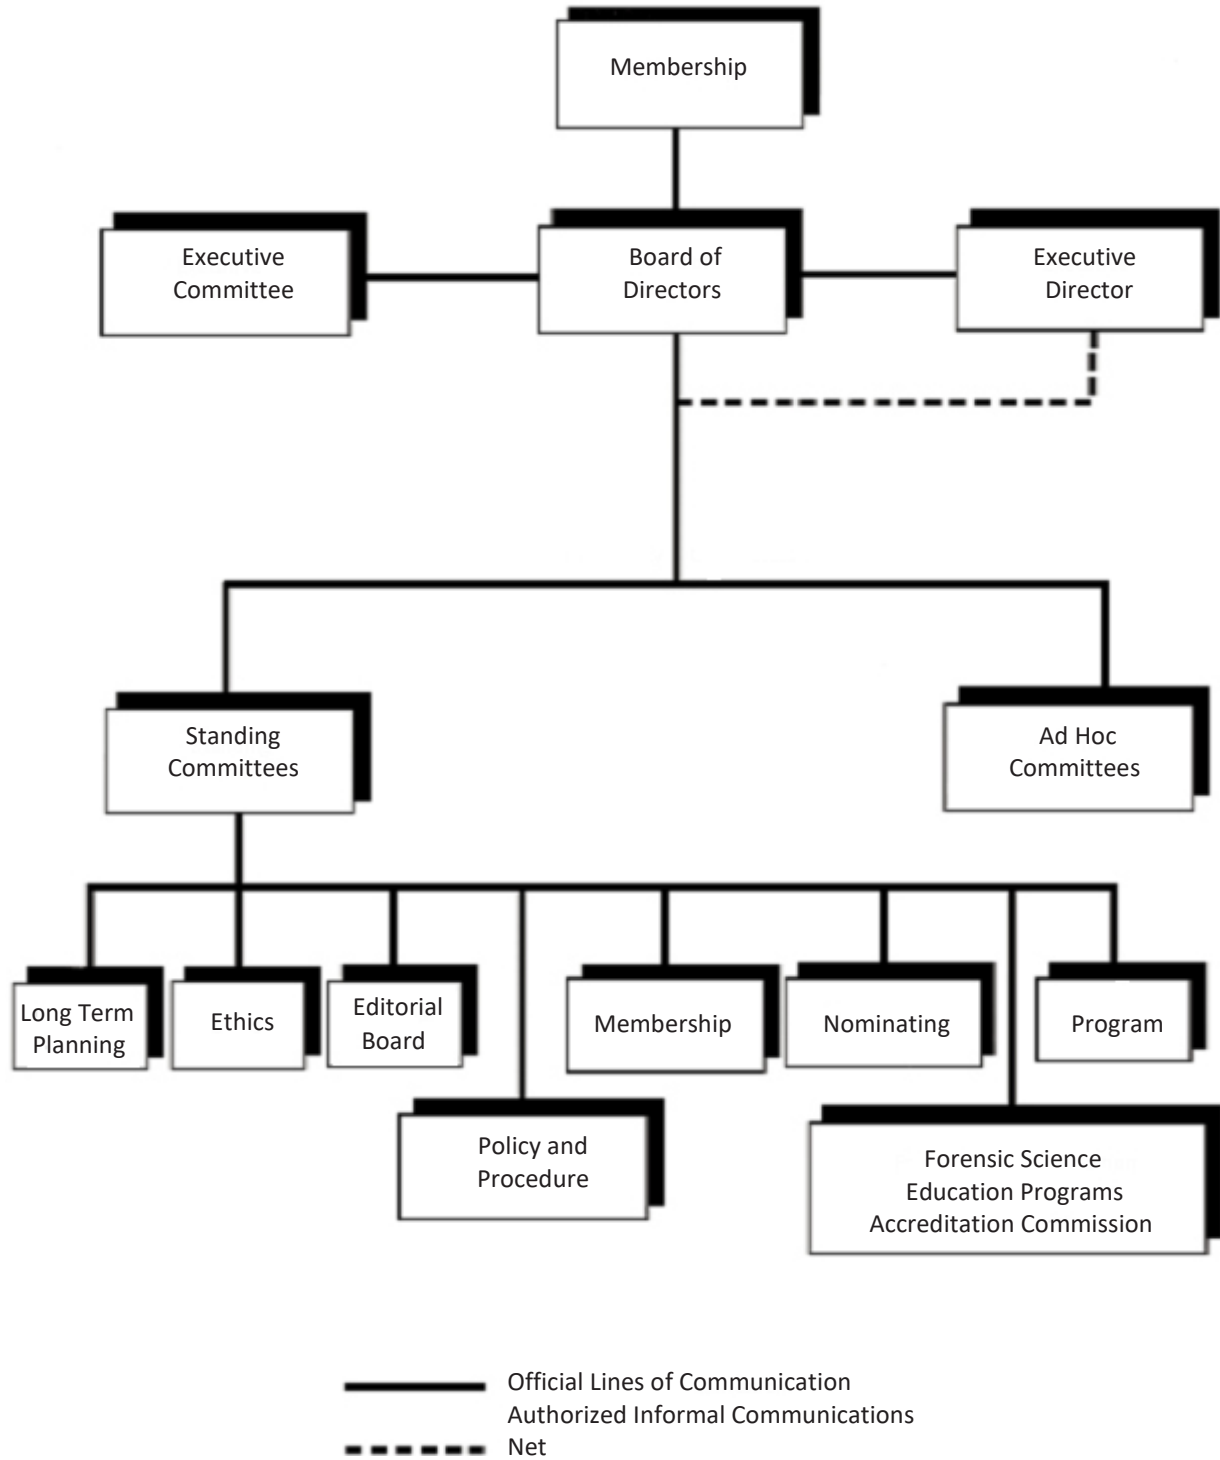 Membership
Executive
Committee
Board of
Directors
Executive
Director
Standing
Committees
Ad Hoc
Committees
Long Term
Planning
Ethics
Editorial
Board
Membership
Nominating
Program
Policy and
Procedure
Forensic Science
Education Programs
Accreditation Commission
Official Lines of Communication
Authorized Informal Communications
Net